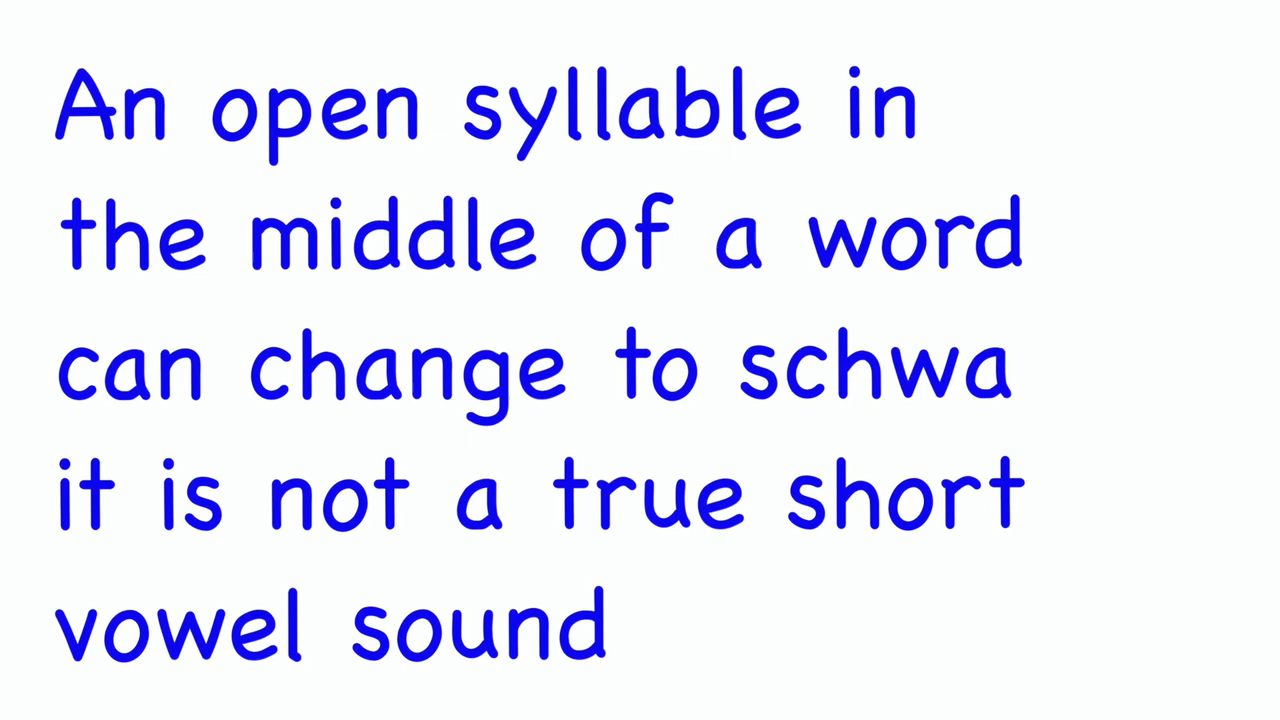 An open syllable in
the middle of a word
can change to schwa
it is not a true short
vowel sound